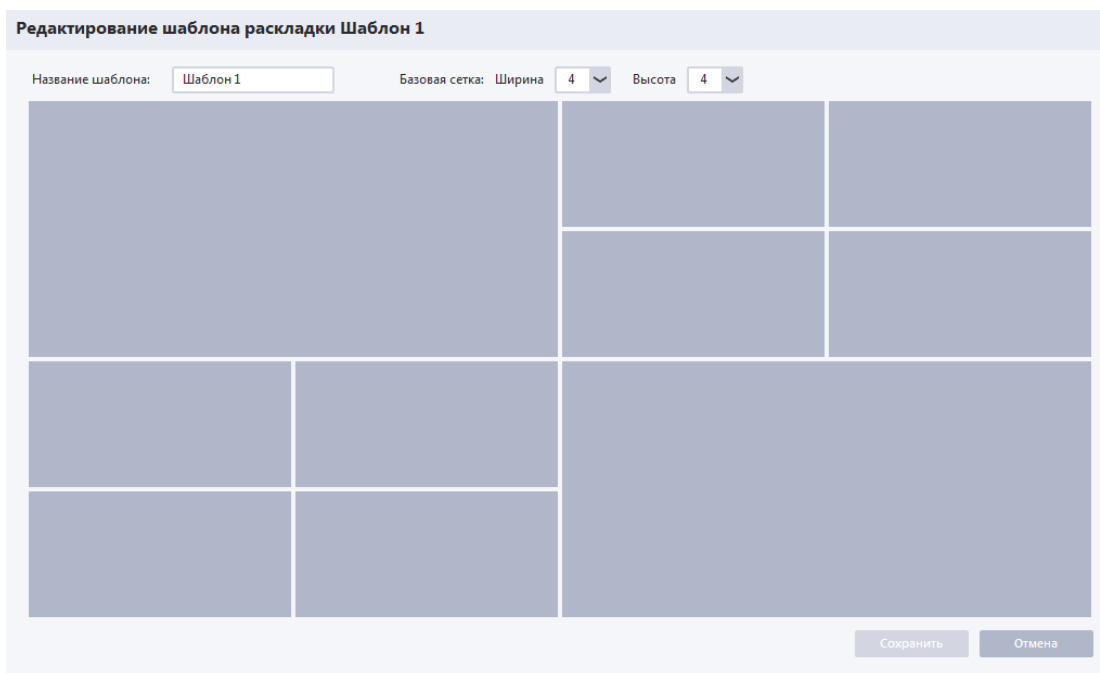 Редактирование шаблона раскладки Шаблон 1
Название шаблона: Шаблон 1 Базовая сетка: Ширина 4 Высота 4
Сохранить Отмена